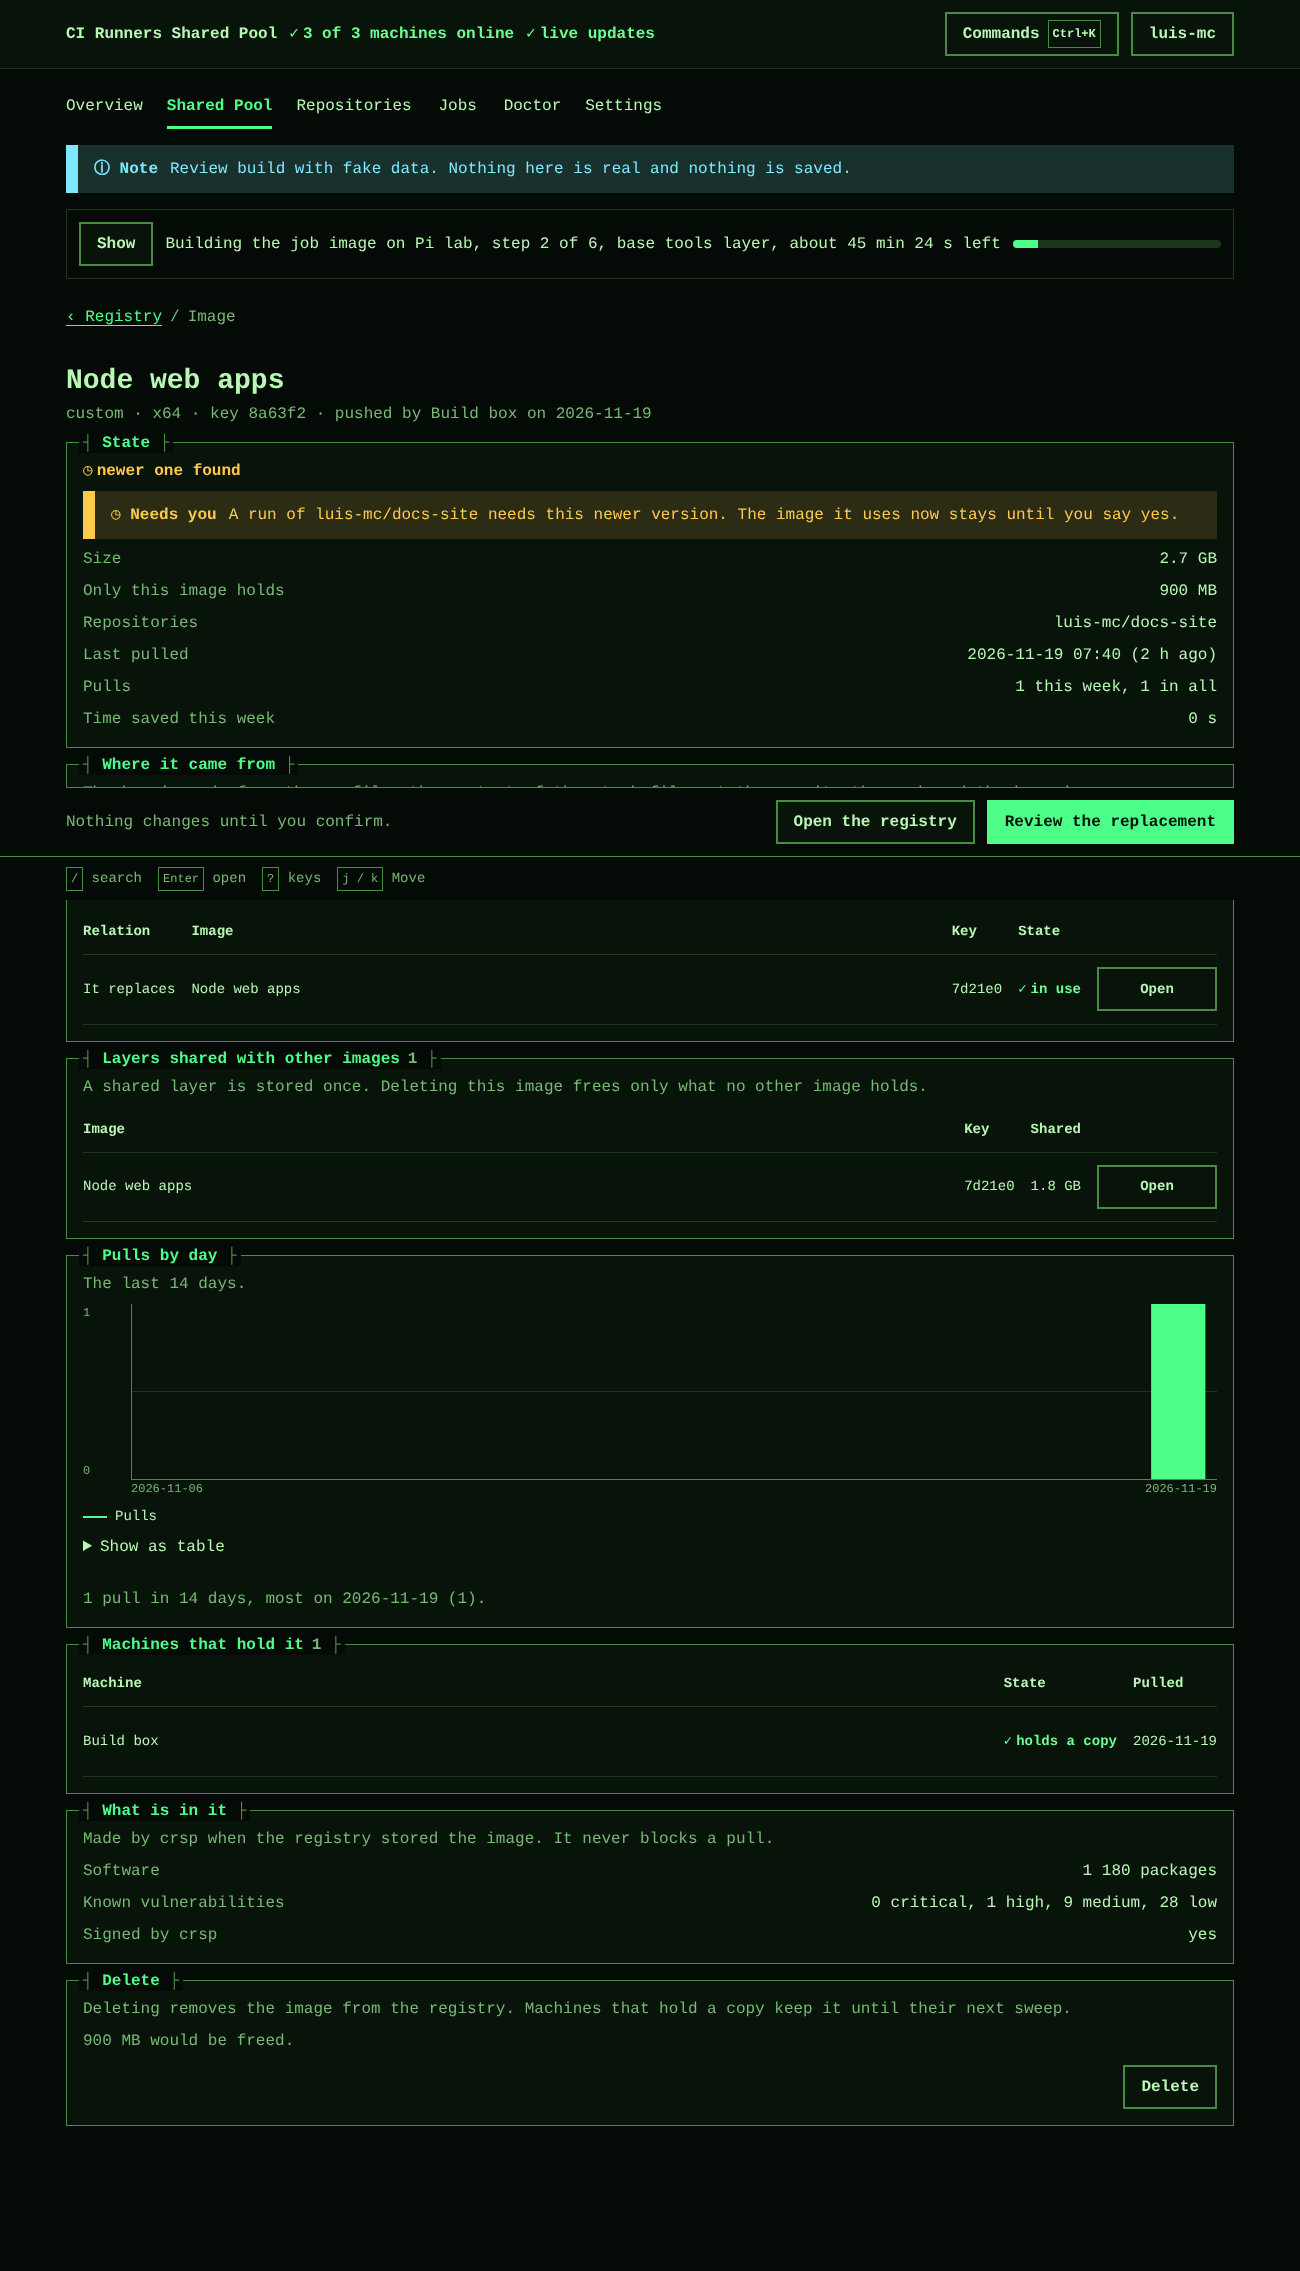 CI Runners Shared Pool ✓ 3 of 3 machines online ✓ live updates Commands Ctrl+K luis-mc
Overview Shared Pool Repositories Jobs Doctor Settings
ⓘ Note Review build with fake data. Nothing here is real and nothing is saved.
Show Building the job image on Pi lab, step 2 of 6, base tools layer, about 45 min 24 s left
‹ Registry / Image
Node web apps
custom · x64 · key 8a63f2 · pushed by Build box on 2026-11-19
State
◷ newer one found
◷ Needs you A run of luis-mc/docs-site needs this newer version. The image it uses now stays until you say yes.
Size 2.7 GB
Only this image holds 900 MB
Repositories luis-mc/docs-site
Last pulled 2026-11-19 07:40 (2 h ago)
Pulls 1 this week, 1 in all
Time saved this week 0 s
Where it came from
Nothing changes until you confirm. Open the registry Review the replacement
/ search Enter open ? keys j / k Move
Relation Image Key State
It replaces Node web apps 7d21e0 ✓ in use Open
Layers shared with other images 1
A shared layer is stored once. Deleting this image frees only what no other image holds.
Image Key Shared
Node web apps 7d21e0 1.8 GB Open
Pulls by day
The last 14 days.
1
0
2026-11-06 2026-11-19
Pulls
▶ Show as table
1 pull in 14 days, most on 2026-11-19 (1).
Machines that hold it 1
Machine State Pulled
Build box ✓ holds a copy 2026-11-19
What is in it
Made by crsp when the registry stored the image. It never blocks a pull.
Software 1 180 packages
Known vulnerabilities 0 critical, 1 high, 9 medium, 28 low
Signed by crsp yes
Delete
Deleting removes the image from the registry. Machines that hold a copy keep it until their next sweep.
900 MB would be freed.
Delete